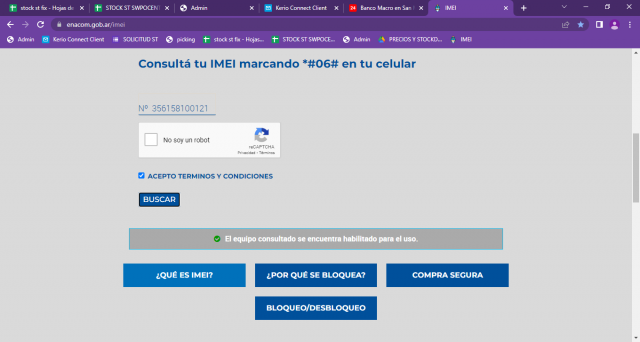 stock st fix - Hojas de
STOCK ST SWPOCENT
Admin
Kerio Connect Client
Banco Macro en San
IMEI
enacom.gob.ar/imei
Admin
Kerio Connect Client
SOLICITUD ST
picking
stock st fix - Hojas...
STOCK ST SWPOCE...
Admin
PRECIOS Y STOCKD...
IMEI
Consultá tu IMEI marcando *#06# en tu celular
Nº 356158100121
No soy un robot
reCAPTCHA
Privacidad - Términos
ACEPTO TERMINOS Y CONDICIONES
BUSCAR
El equipo consultado se encuentra habilitado para el uso.
¿QUÉ ES IMEI?
¿POR QUÉ SE BLOQUEA?
COMPRA SEGURA
BLOQUEO/DESBLOQUEO